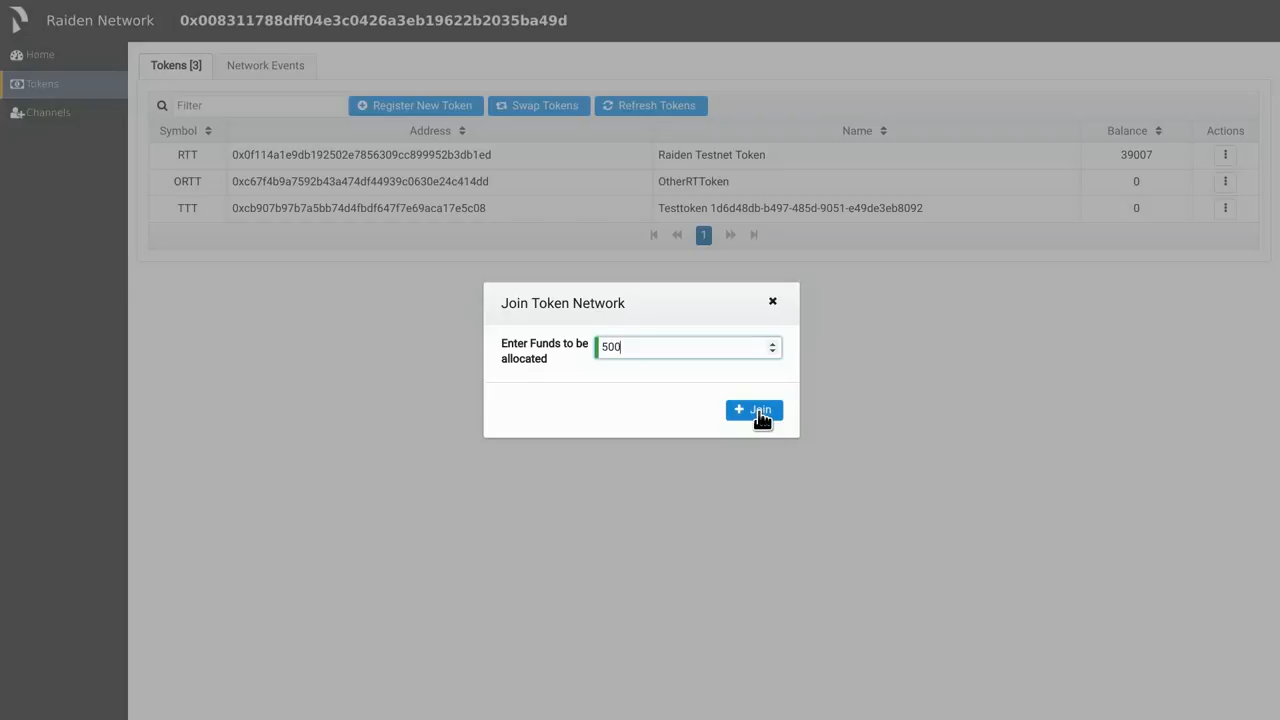 Raiden Network 0x008311788dff04e3c0426a3eb19622b2035ba49d
Home
Tokens
Channels
Tokens [3] Network Events
Filter Register New Token Swap Tokens Refresh Tokens
Symbol Address Name Balance Actions
RTT 0x0f114a1e9db192502e7856309cc899952b3db1ed Raiden Testnet Token 39007
ORTT 0xc67f4b9a7592b43a474df44939c0630e24c414dd OtherRTToken 0
TTT 0xcb907b97b7a5bb74d4fbdf647f7e69aca17e5c08 Testtoken 1d6d48db-b497-485d-9051-e49de3eb8092 0
1
Join Token Network
Enter Funds to be allocated
500
Join